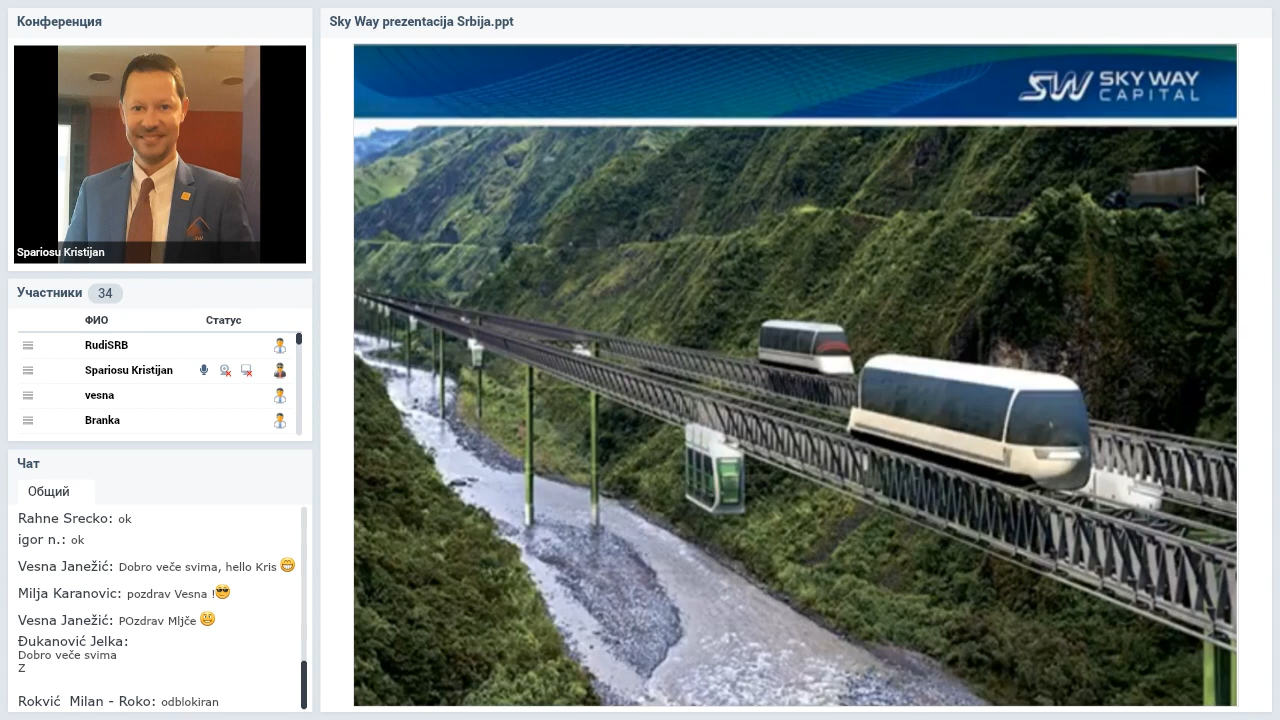 Конференция
Spariosu Kristijan
Участники 34
ФИО Статус
RudiSRB
Spariosu Kristijan
vesna
Branka
Чат
Общий
Rahne Srecko: ok
igor n.: ok
Vesna Janežić: Dobro veče svima, hello Kris
Milja Karanovic: pozdrav Vesna !
Vesna Janežić: POzdrav Mljče
Đukanović Jelka:
Dobro veče svima
Z
Rokvić Milan - Roko: odblokiran
Sky Way prezentacija Srbija.ppt
SW SKY WAY
CAPITAL